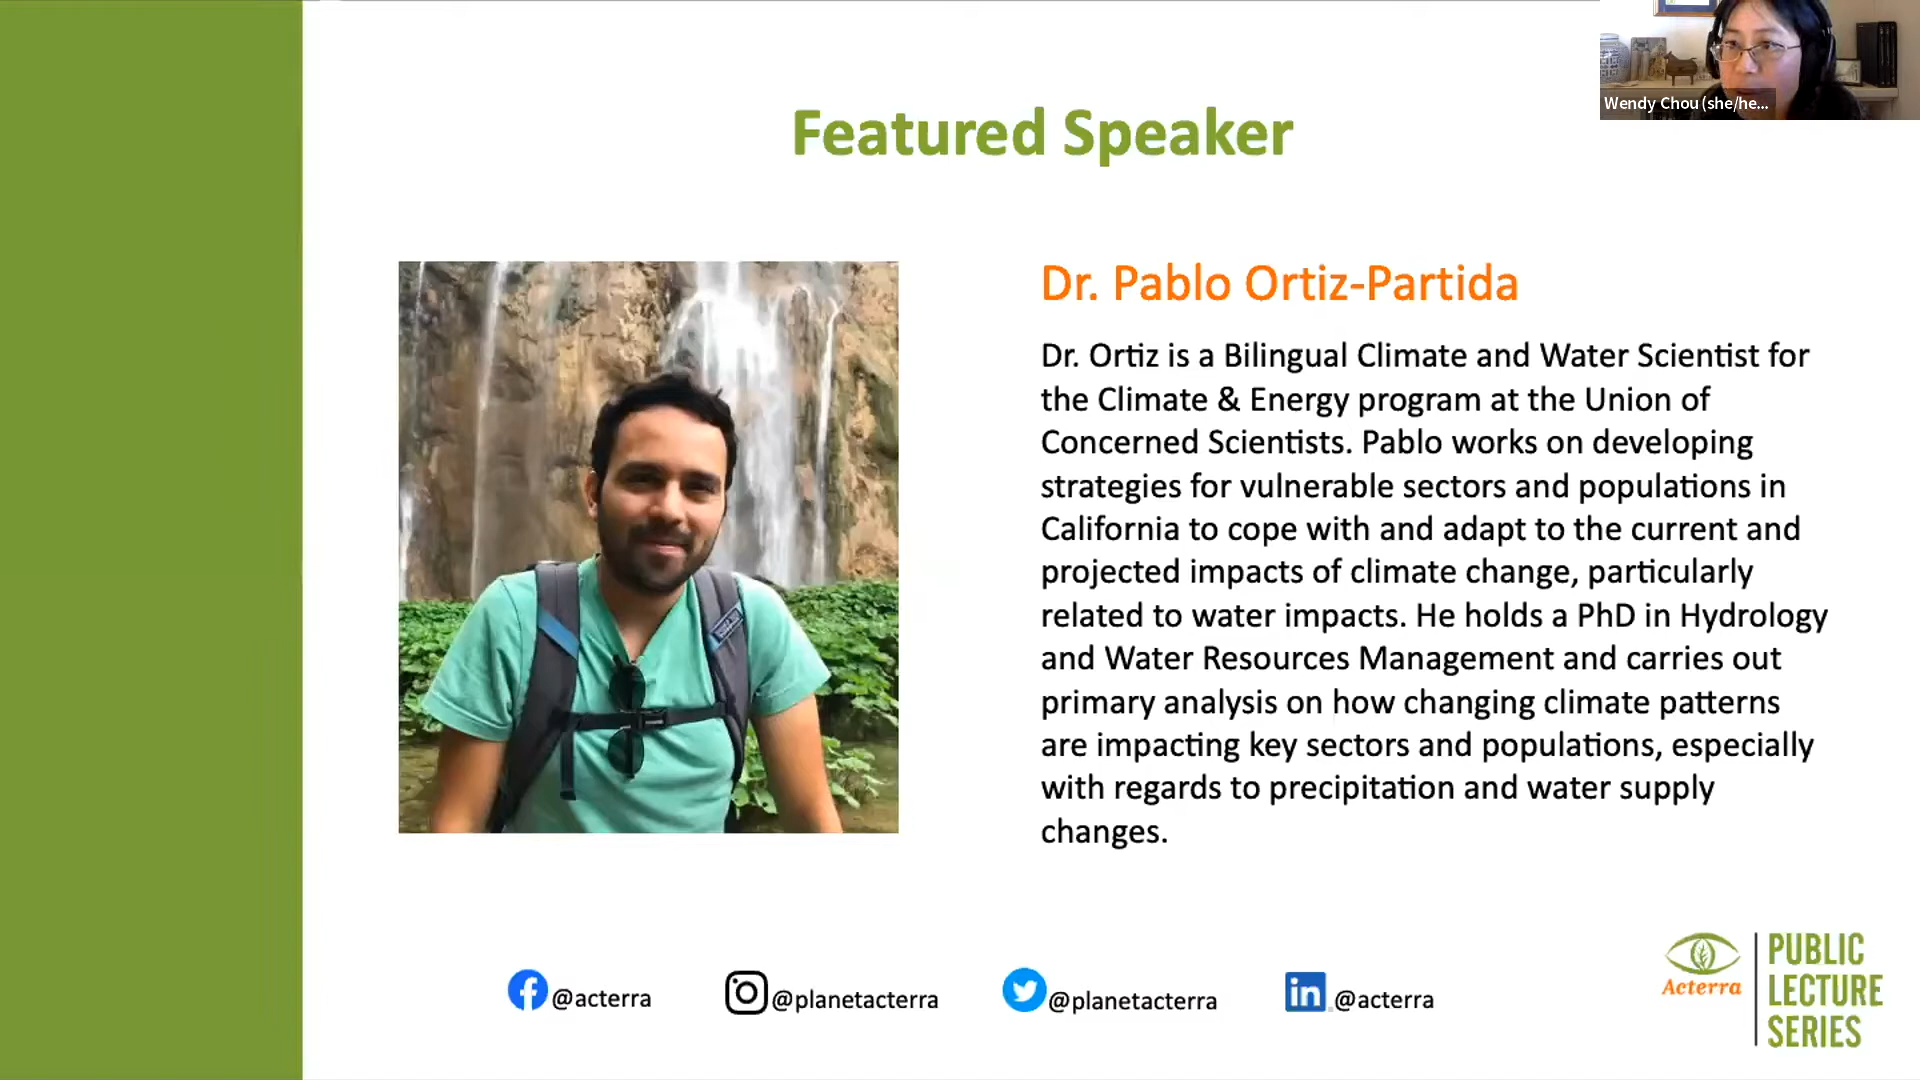 Wendy Chou (she/he...
Featured Speaker
Dr. Pablo Ortiz-Partida
Dr. Ortiz is a Bilingual Climate and Water Scientist for
the Climate & Energy program at the Union of
Concerned Scientists. Pablo works on developing
strategies for vulnerable sectors and populations in
California to cope with and adapt to the current and
projected impacts of climate change, particularly
related to water impacts. He holds a PhD in Hydrology
and Water Resources Management and carries out
primary analysis on how changing climate patterns
are impacting key sectors and populations, especially
with regards to precipitation and water supply
changes.
@acterra
@planetacterra
@planetacterra
in @acterra
Acterra
PUBLIC
LECTURE
SERIES